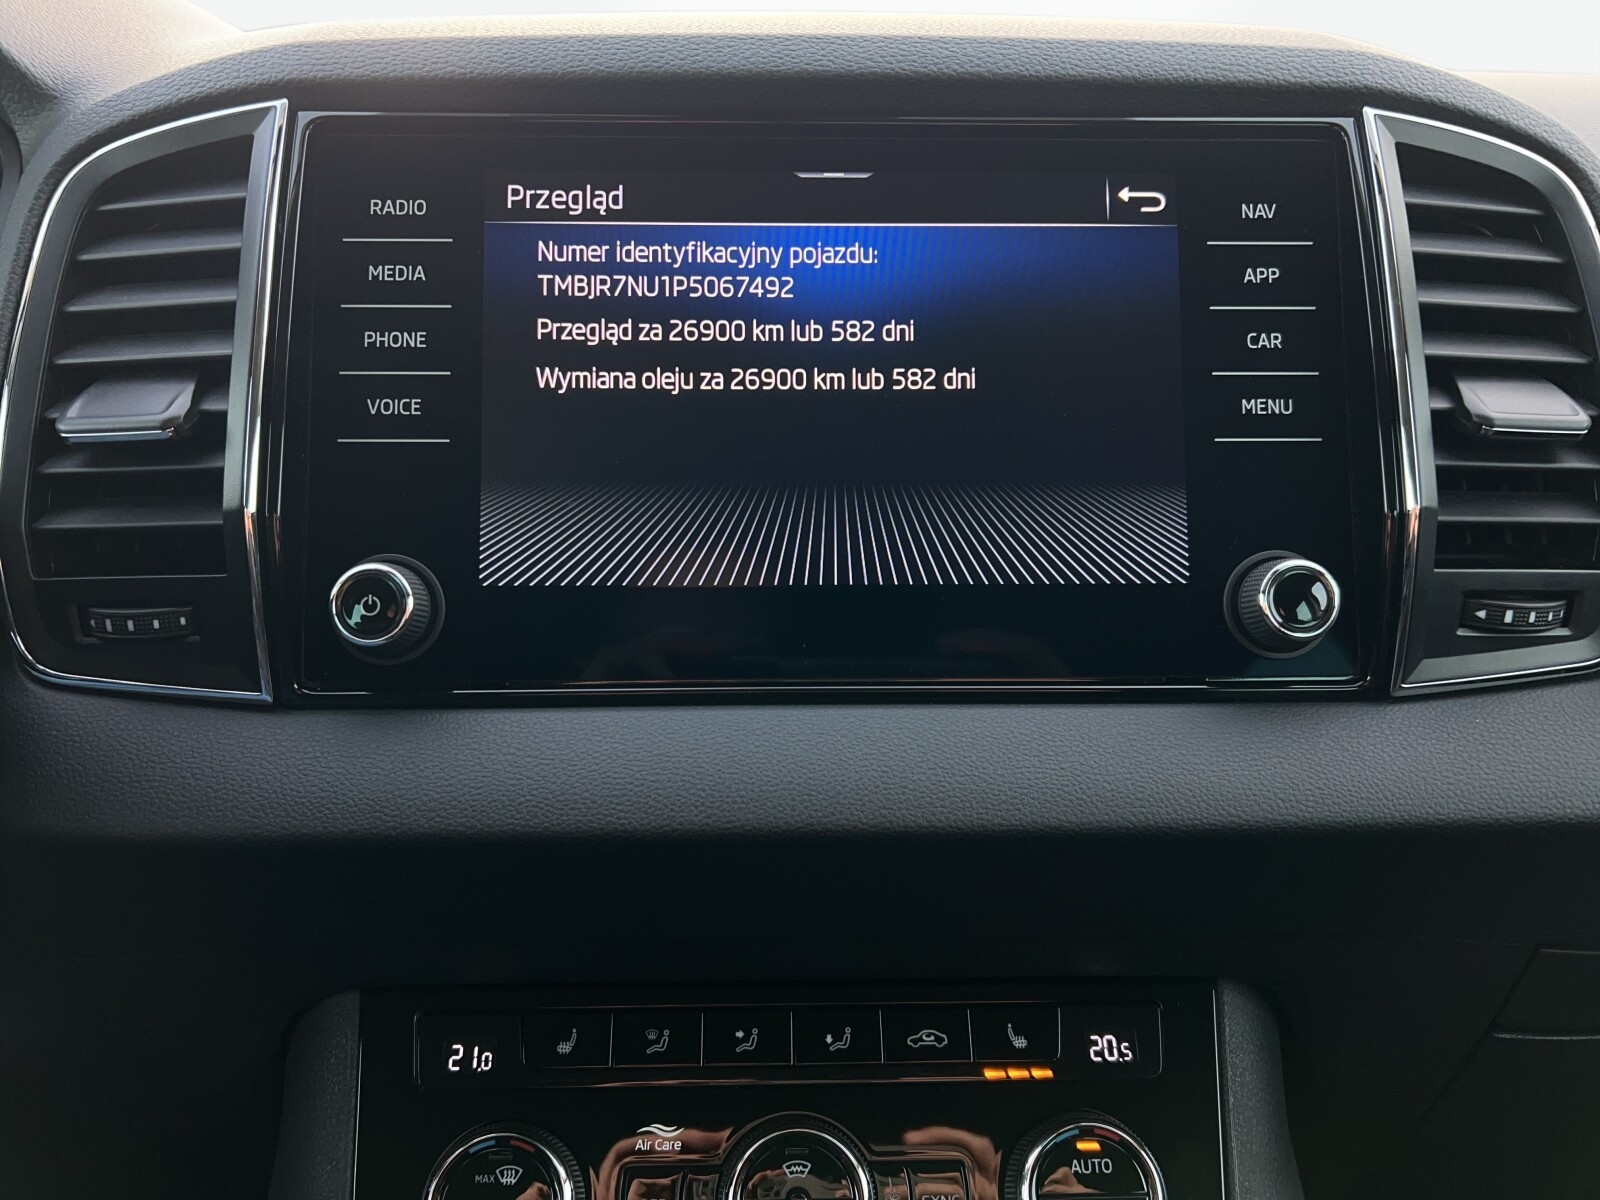 Przegląd
Numer identyfikacyjny pojazdu:
TMBJR7NU1P5067492
Przegląd za 26900 km lub 582 dni
Wymiana oleju za 26900 km lub 582 dni
RADIO
MEDIA
PHONE
VOICE
NAV
APP
CAR
MENU
21,0
20.5
Air Care
MAX
AUTO
SYNC